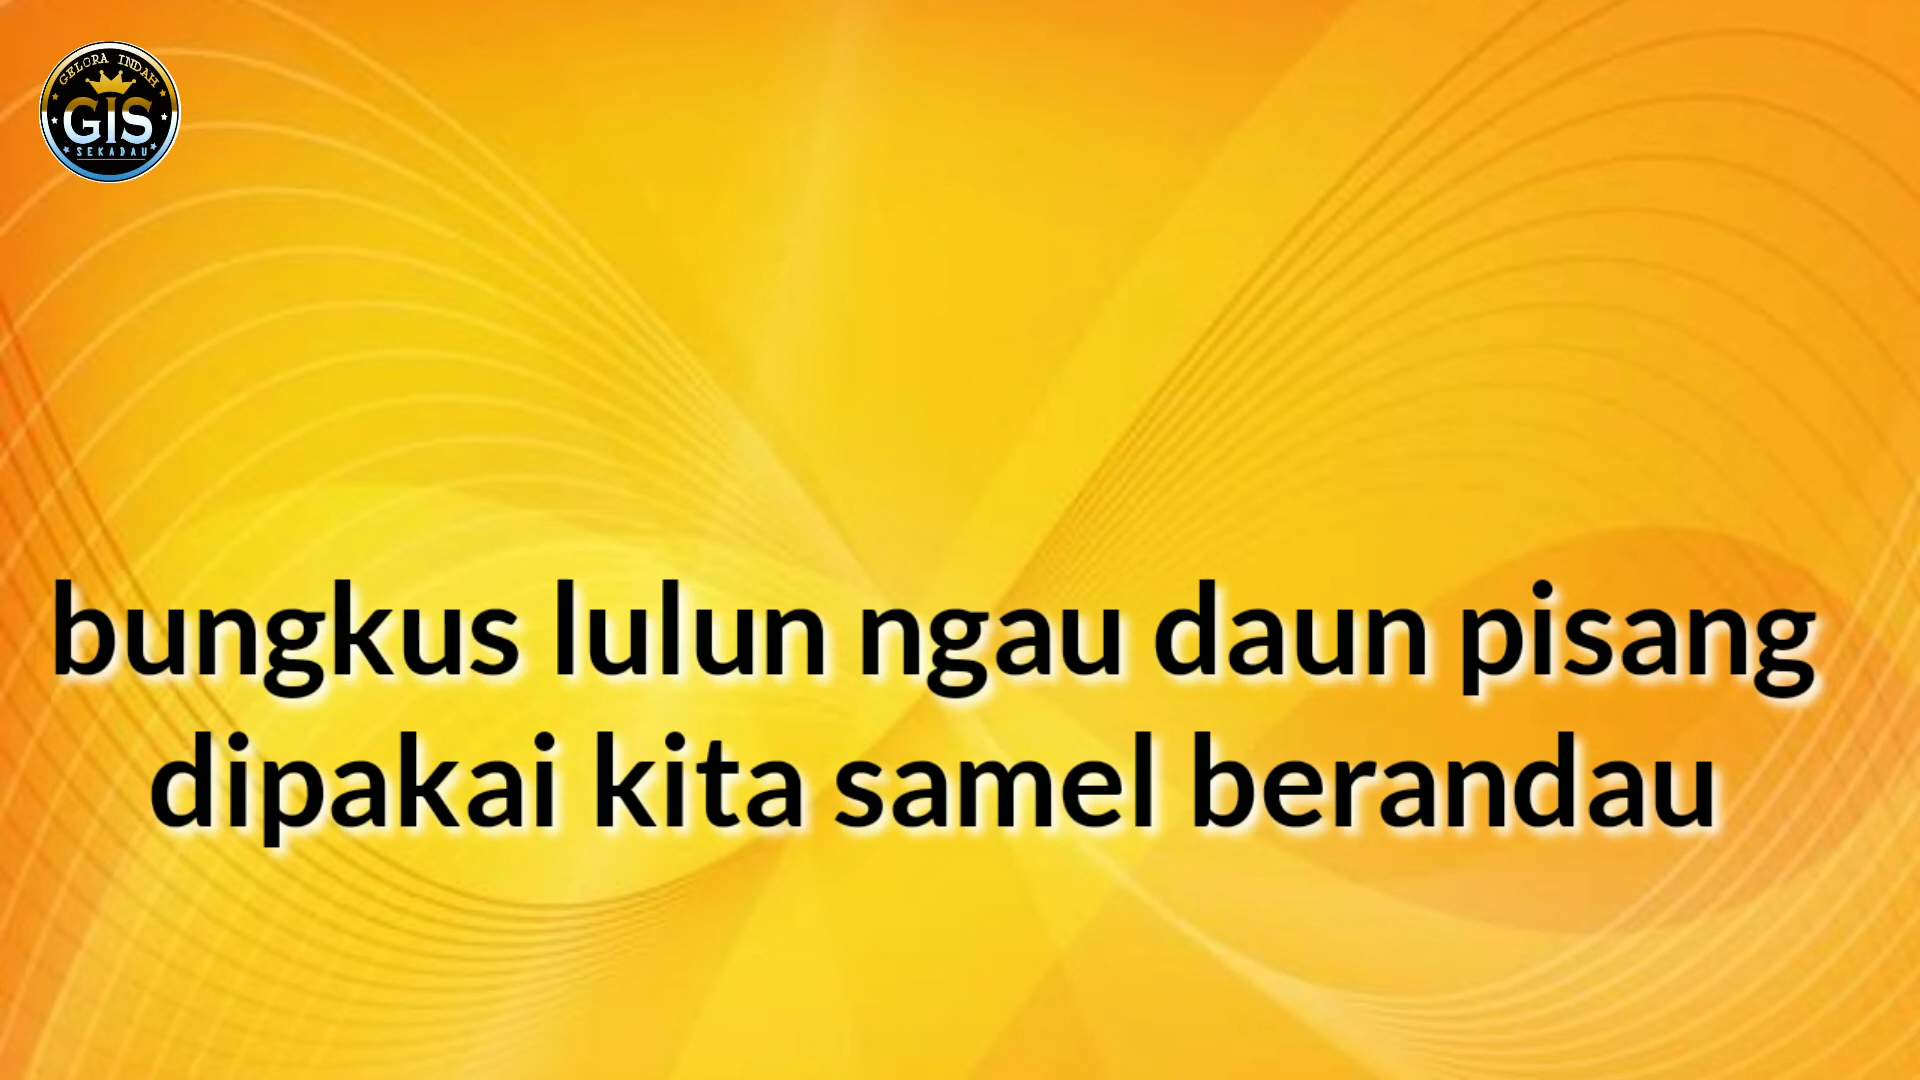 GELORA INDAH
GIS
SEKADAU
bungkus lulun ngau daun pisang
dipakai kita samel berandau